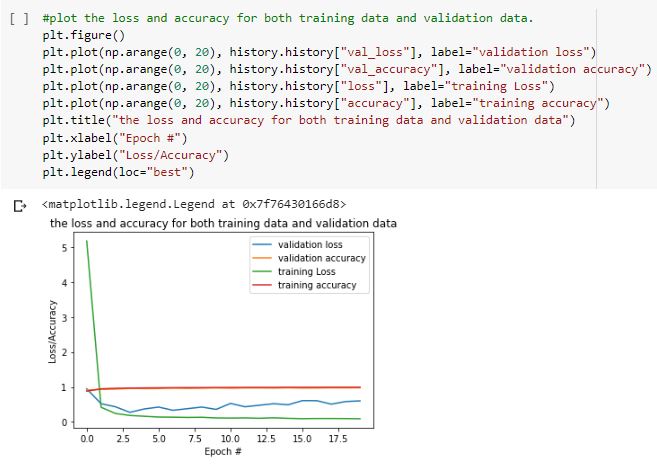 [ ] #plot the loss and accuracy for both training data and validation data.
plt.figure()
plt.plot(np.arange(0, 20), history.history["val_loss"], label="validation loss")
plt.plot(np.arange(0, 20), history.history["val_accuracy"], label="validation accuracy")
plt.plot(np.arange(0, 20), history.history["loss"], label="training Loss")
plt.plot(np.arange(0, 20), history.history["accuracy"], label="training accuracy")
plt.title("the loss and accuracy for both training data and validation data")
plt.xlabel("Epoch #")
plt.ylabel("Loss/Accuracy")
plt.legend(loc="best")
<matplotlib.legend.Legend at 0x7f76430166d8>
the loss and accuracy for both training data and validation data
validation loss
validation accuracy
training Loss
training accuracy
Loss/Accuracy
5
4
3
2
1
0
0.0 2.5 5.0 7.5 10.0 12.5 15.0 17.5
Epoch #